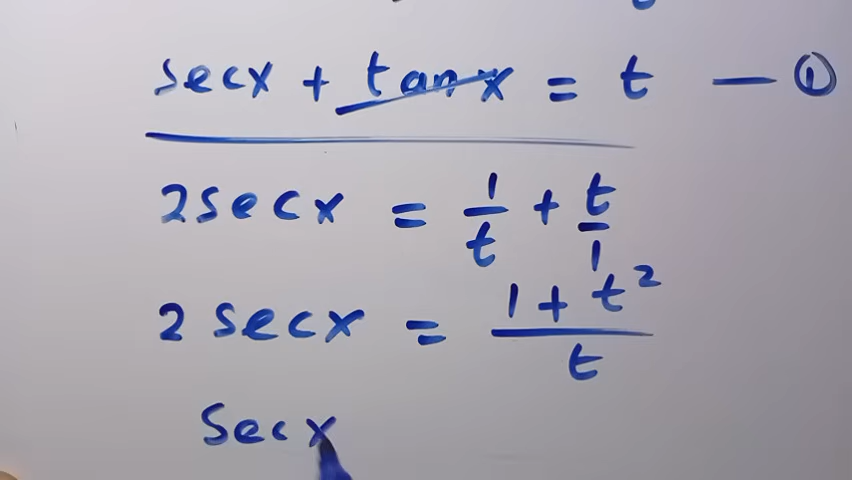 secx + tanx = t — ①
2secx = 1/t + t/1
2 secx = (1 + t²)/t
Secx